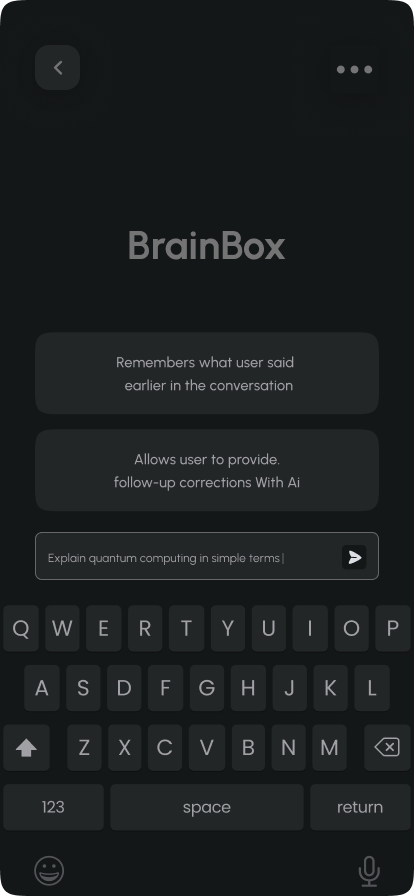 BrainBox
Remembers what user said
earlier in the conversation
Allows user to provide.
follow-up corrections With Ai
Explain quantum computing in simple terms
Q W E R T Y U I O P
A S D F G H J K L
Z X C V B N M
123 space return